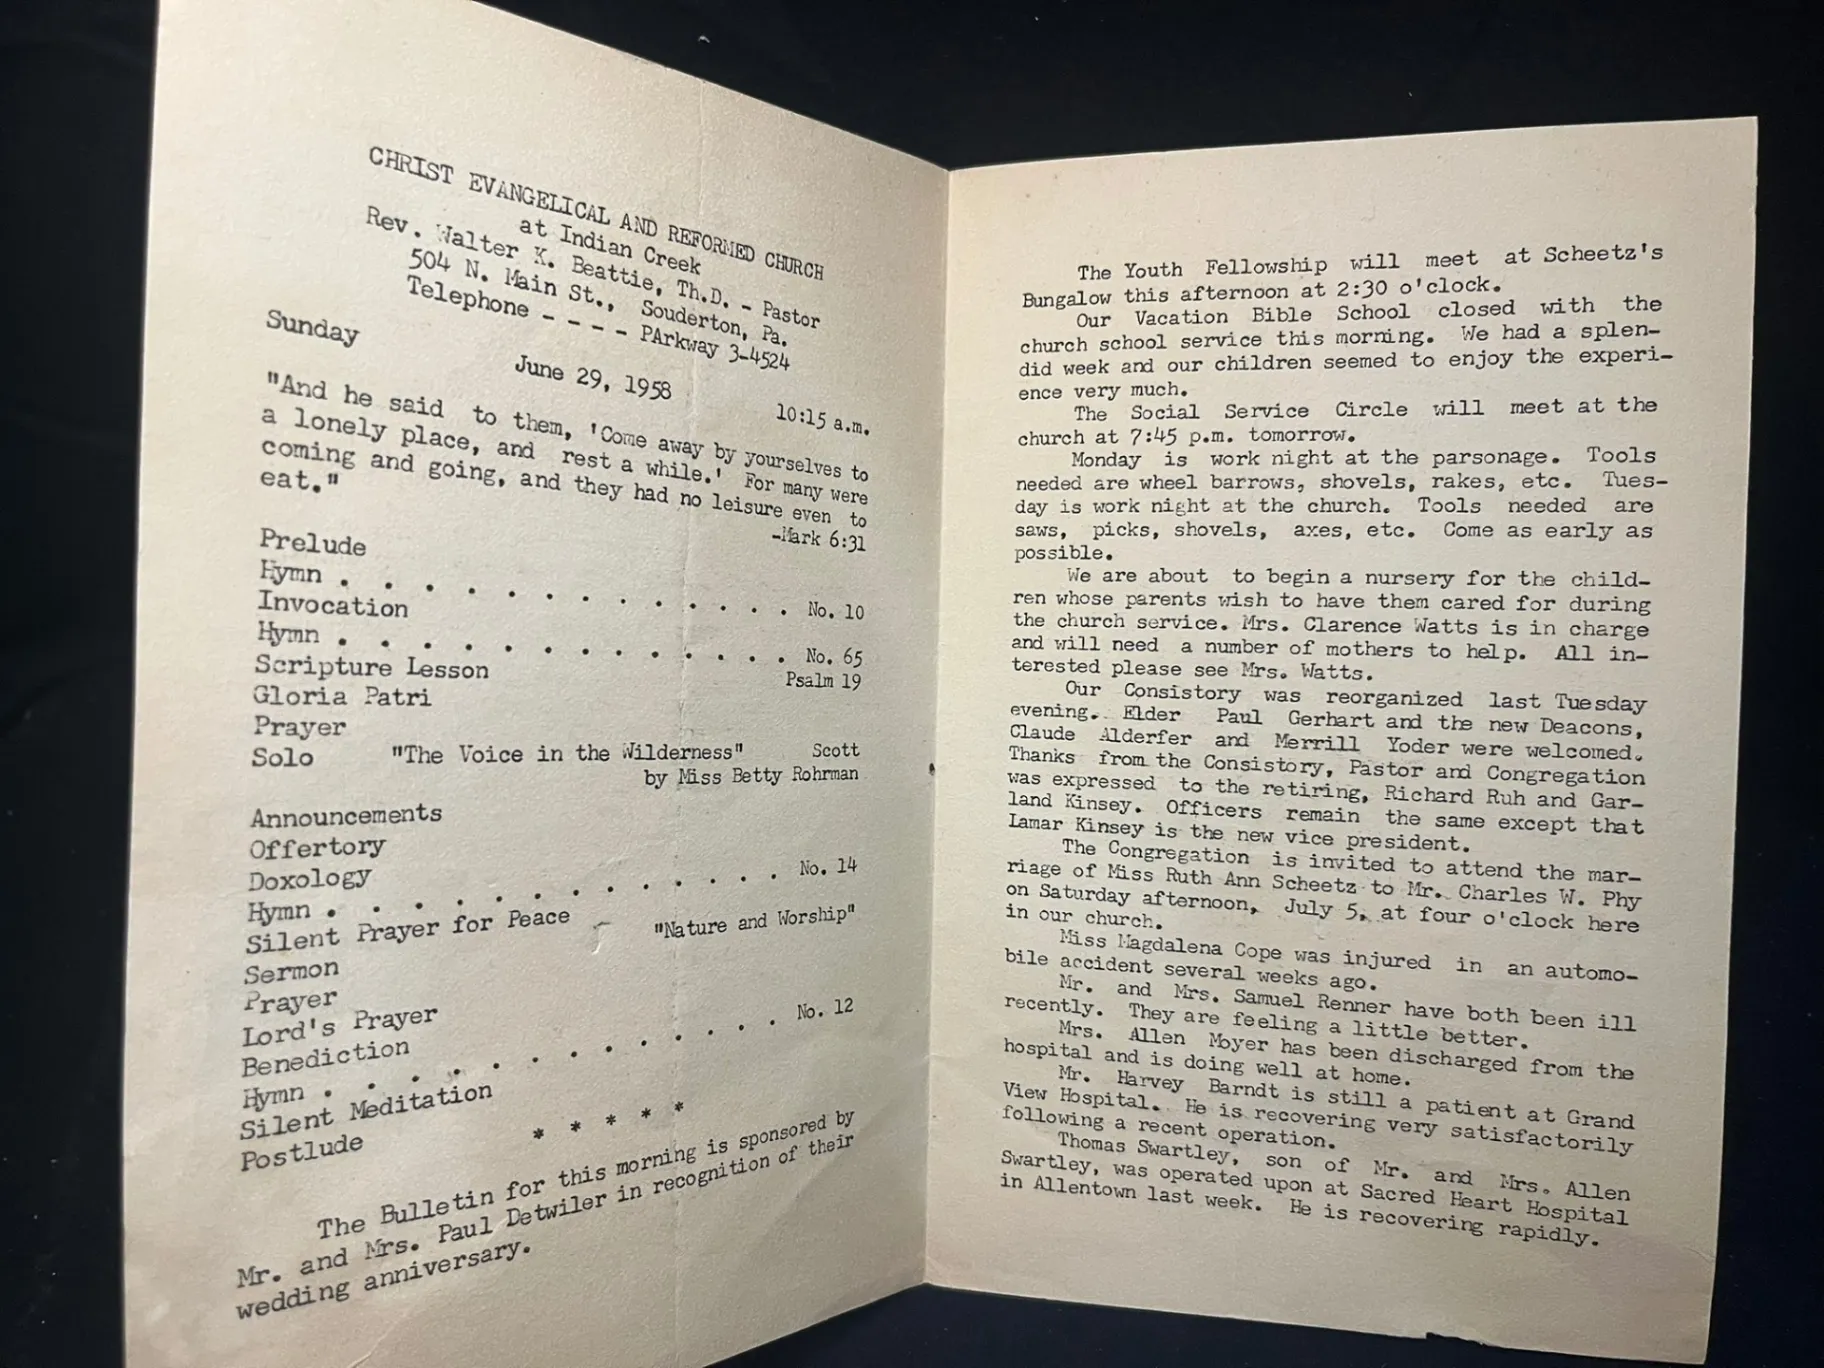 CHRIST EVANGELICAL AND REFORMED CHURCH
at Indian Creek
Rev. Walter K. Beattie, Th.D. - Pastor
504 N. Main St., Souderton, Pa.
Telephone - - - - PArkway 3-4524
Sunday June 29, 1958 10:15 a.m.
"And he said to them, 'Come away by yourselves to
a lonely place, and rest a while.' For many were
coming and going, and they had no leisure even to
eat." -Mark 6:31
Prelude
Hymn . . . . . . . . . . . . No. 10
Invocation
Hymn . . . . . . . . . . . . No. 65
Scripture Lesson Psalm 19
Gloria Patri
Prayer
Solo "The Voice in the Wilderness" Scott
by Miss Betty Rohrman
Announcements
Offertory
Doxology
Hymn . . . . . . . . . . . . No. 14
Silent Prayer for Peace
Sermon "Nature and Worship"
Prayer
Lord's Prayer
Benediction
Hymn . . . . . . . . . . . . No. 12
Silent Meditation
Postlude
* * * * *
The Bulletin for this morning is sponsored by
Mr. and Mrs. Paul Detwiler in recognition of their
wedding anniversary.
The Youth Fellowship will meet at Scheetz's
Bungalow this afternoon at 2:30 o'clock.
Our Vacation Bible School closed with the
church school service this morning. We had a splen-
did week and our children seemed to enjoy the experi-
ence very much.
The Social Service Circle will meet at the
church at 7:45 p.m. tomorrow.
Monday is work night at the parsonage. Tools
needed are wheel barrows, shovels, rakes, etc. Tues-
day is work night at the church. Tools needed are
saws, picks, shovels, axes, etc. Come as early as
possible.
We are about to begin a nursery for the child-
ren whose parents wish to have them cared for during
the church service. Mrs. Clarence Watts is in charge
and will need a number of mothers to help. All in-
terested please see Mrs. Watts.
Our Consistory was reorganized last Tuesday
evening. Elder Paul Gerhart and the new Deacons,
Claude Alderfer and Merrill Yoder were welcomed.
Thanks from the Consistory, Pastor and Congregation
was expressed to the retiring, Richard Ruh and Gar-
land Kinsey. Officers remain the same except that
Lamar Kinsey is the new vice president.
The Congregation is invited to attend the mar-
riage of Miss Ruth Ann Scheetz to Mr. Charles W. Phy
on Saturday afternoon, July 5, at four o'clock here
in our church.
Miss Magdalena Cope was injured in an automo-
bile accident several weeks ago.
Mr. and Mrs. Samuel Renner have both been ill
recently. They are feeling a little better.
Mrs. Allen Moyer has been discharged from the
hospital and is doing well at home.
Mr. Harvey Barndt is still a patient at Grand
View Hospital. He is recovering very satisfactorily
following a recent operation.
Thomas Swartley, son of Mr. and Mrs. Allen
Swartley, was operated upon at Sacred Heart Hospital
in Allentown last week. He is recovering rapidly.